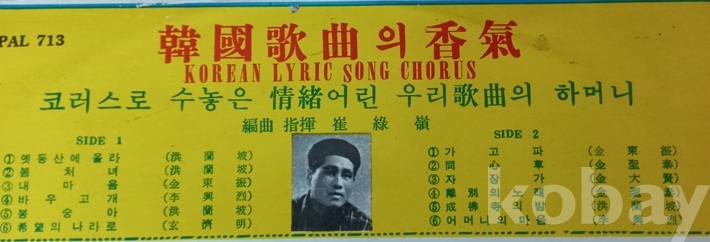 PAL 713
韓國歌曲의 香氣
KOREAN LYRIC SONG CHORUS
코러스로 수놓은 情緖어린 우리歌曲의 하머니
編曲 指揮 崔綠嶺
SIDE 1
① 옛동산에올라 (洪蘭坡)
② 봄처녀 (洪蘭坡)
③ 내마음 (金東振)
④ 바우고개 (李興烈)
⑤ 봉숭아 (洪蘭坡)
⑥ 希望의나라로 (玄濟明)
SIDE 2
① 가고파 (金東振)
② 同心草 (金聖泰)
③ 자장가 (金大賢)
④ 離別의노래 (金聖泰)
⑤ 成佛寺의밤 (洪蘭坡)
⑥ 어머니의마음 (李興烈)
kobay